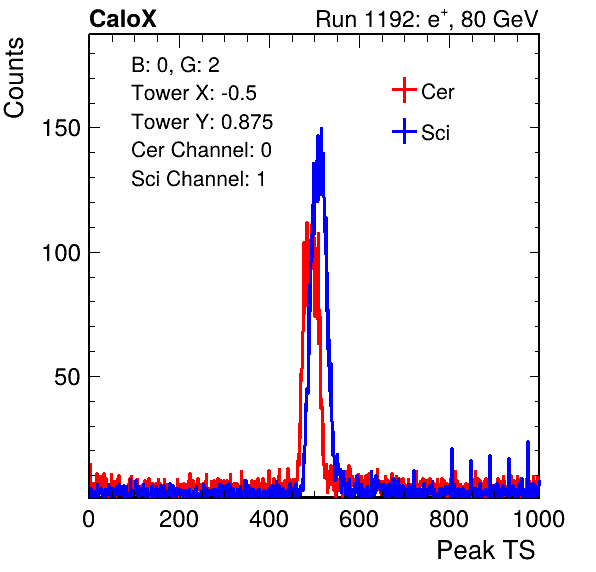 CaloX Run 1192: e⁺, 80 GeV
Counts
B: 0, G: 2
Tower X: -0.5
Tower Y: 0.875
Cer Channel: 0
Sci Channel: 1
Cer
Sci
150
100
50
0 200 400 600 800 1000
Peak TS